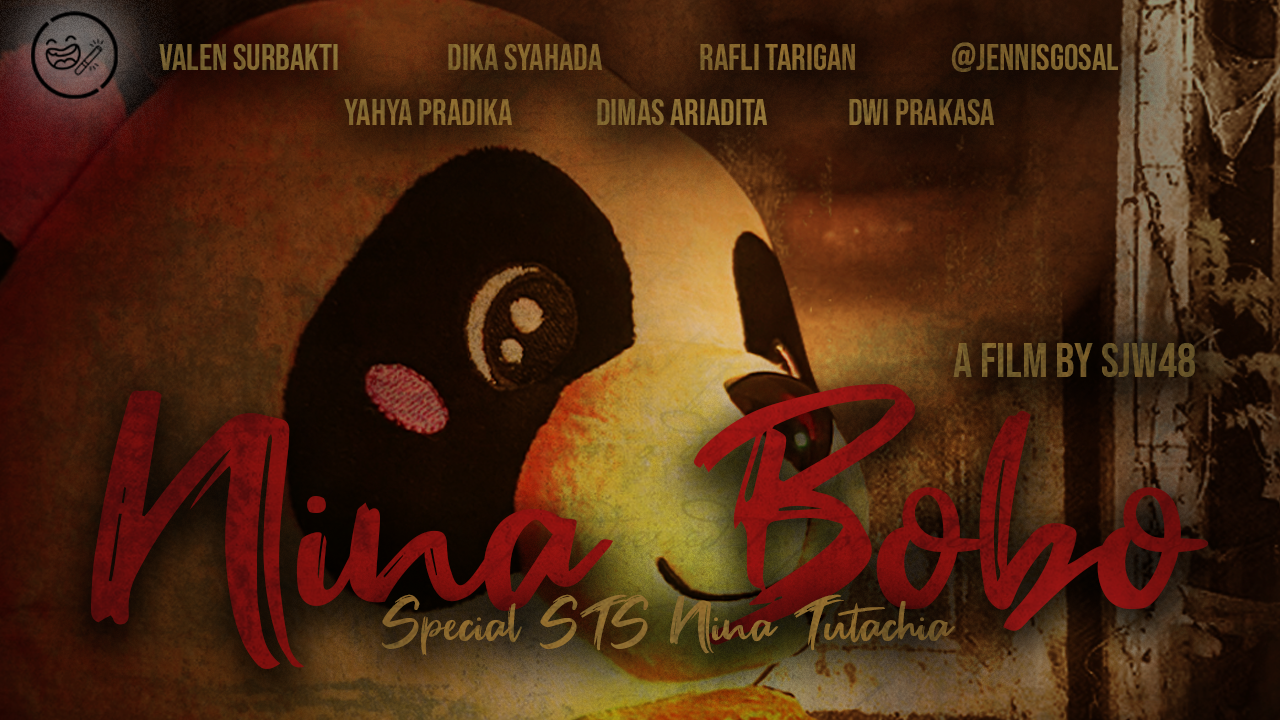 VALEN SURBAKTI DIKA SYAHADA RAFLI TARIGAN @JENNISGOSAL
YAHYA PRADIKA DIMAS ARIADITA DWI PRAKASA
A FILM BY SJW48
Nina Bobo
Special STS Nina Tutachia